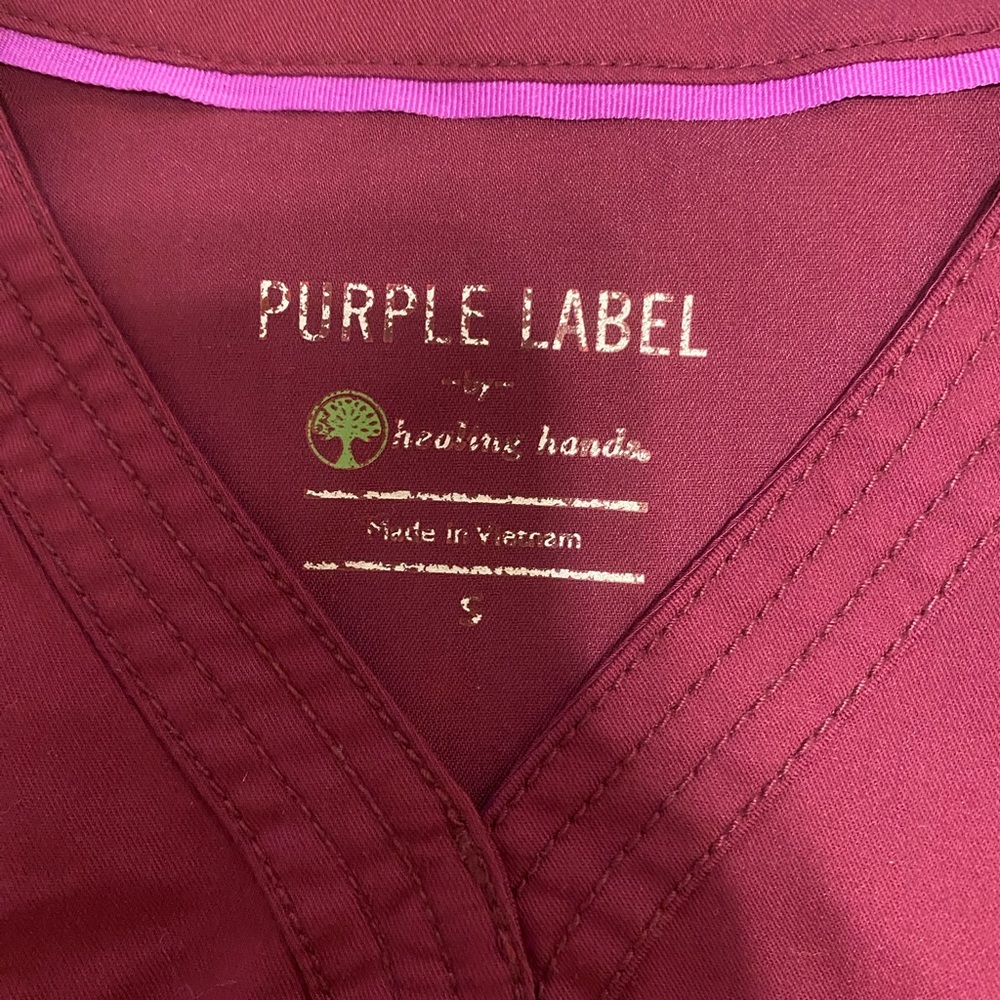 PURPLE LABEL
by
healing hands
Made in Vietnam
S